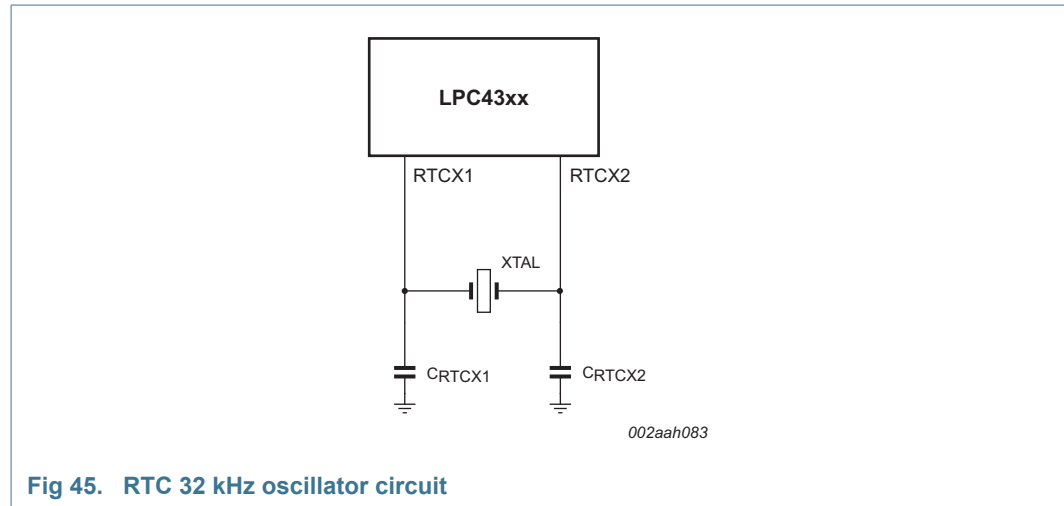 LPC43xx
RTCX1 RTCX2
XTAL
CRTCX1 CRTCX2
002aah083
Fig 45. RTC 32 kHz oscillator circuit